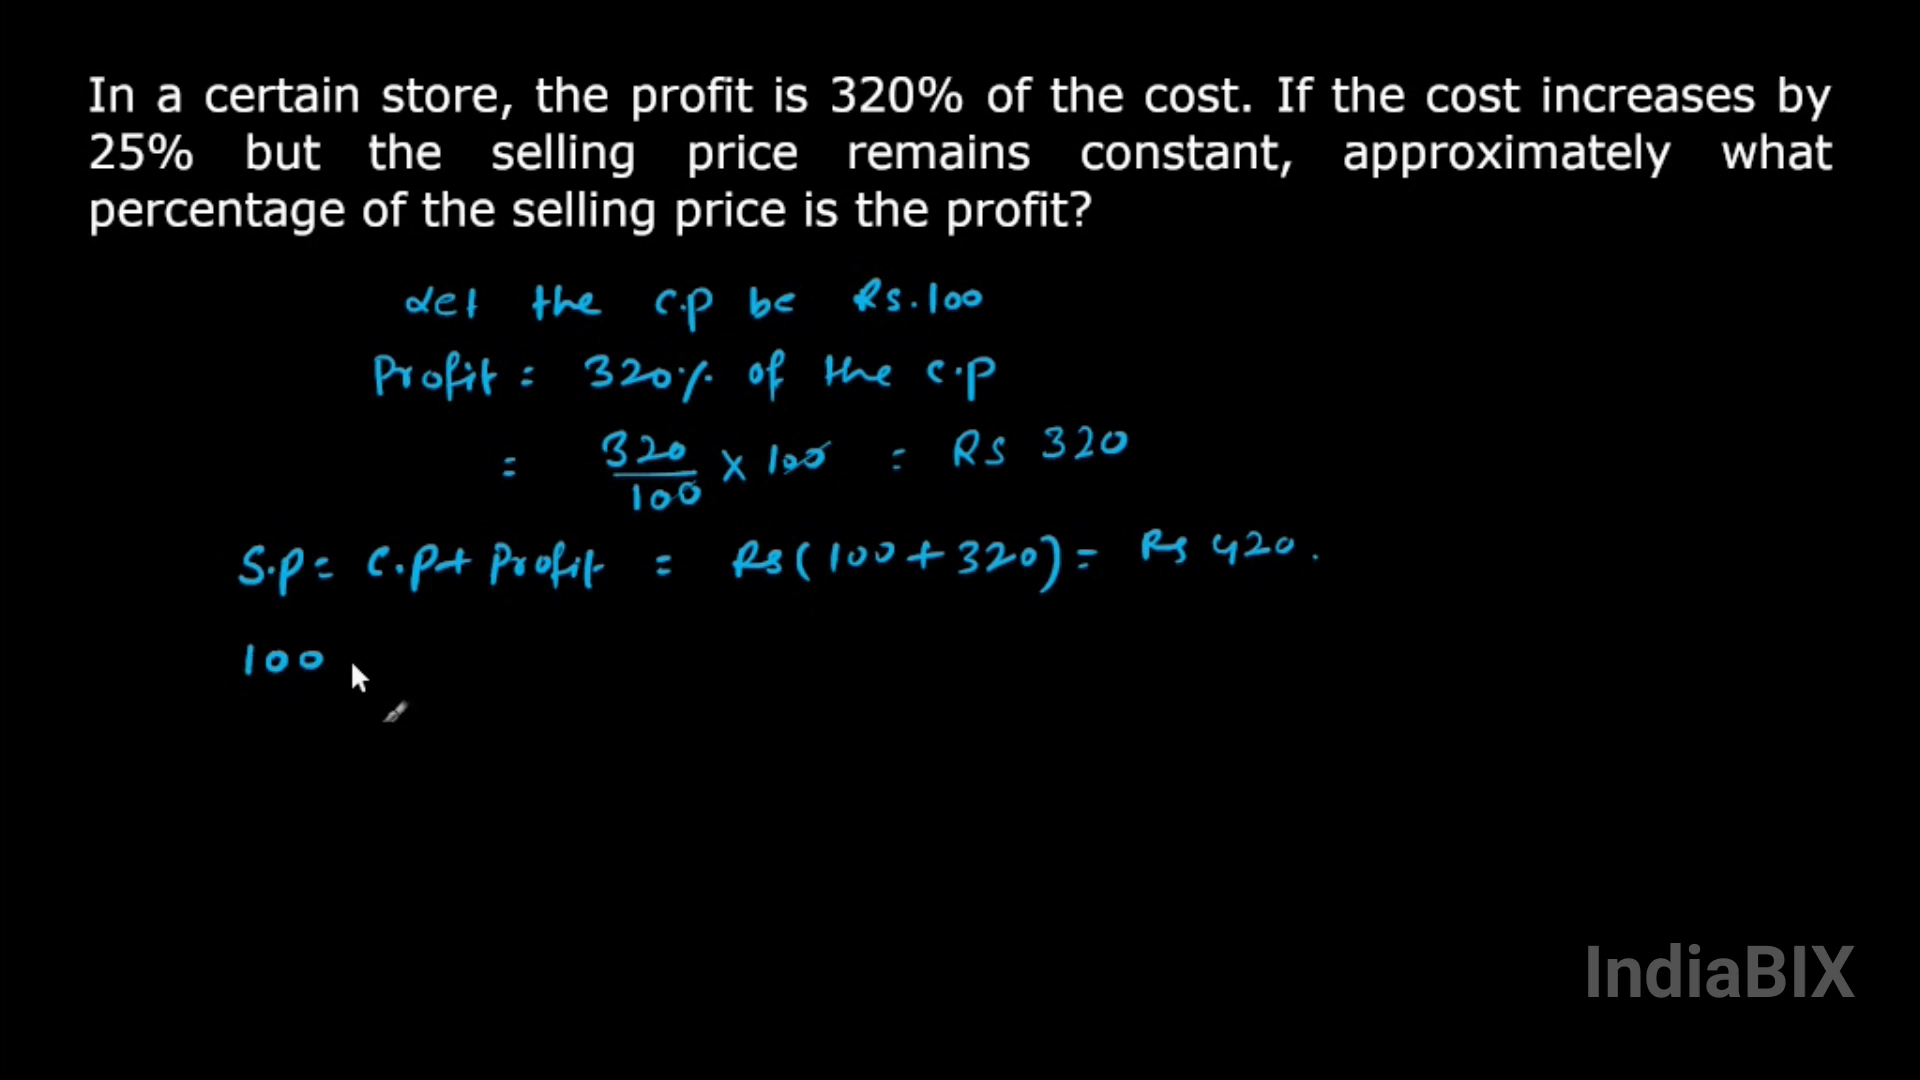 In a certain store, the profit is 320% of the cost. If the cost increases by
25% but the selling price remains constant, approximately what
percentage of the selling price is the profit?
Let the C.P be Rs.100
Profit = 320% of the C.P
= 320/100 x 100 = Rs 320
S.P = C.P + Profit = Rs (100 + 320) = Rs 420.
100
IndiaBIX